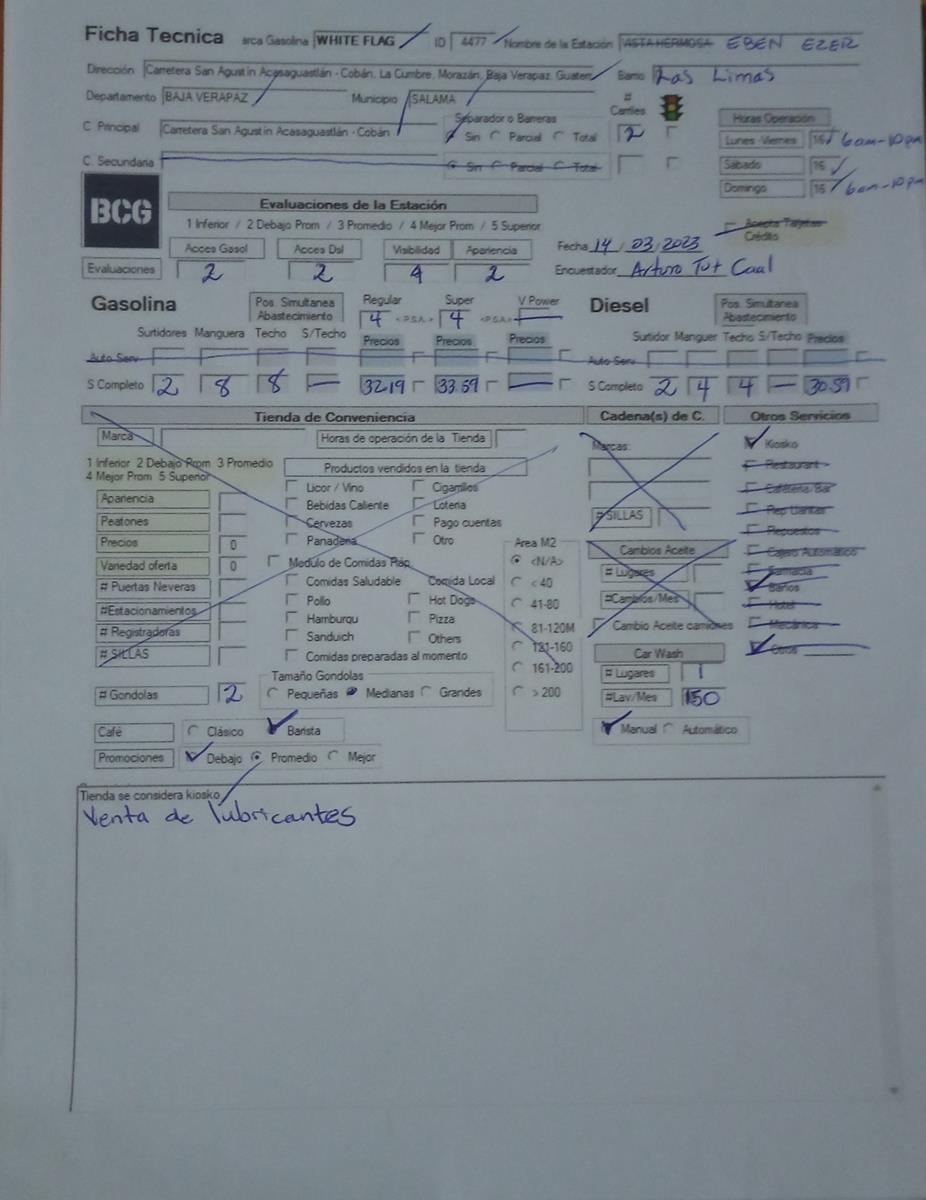 Ficha Tecnica arca Gasolina WHITE FLAG ID 4477 Nombre de la Estación VISTA HERMOSA EBEN EZER
Dirección Carretera San Agustín Acasaguastlán - Cobán, La Cumbre, Morazán, Baja Verapaz, Guatem Barrio Las Limas
Departamento BAJA VERAPAZ Municipio SALAMA # Carriles
C Principal Carretera San Agustín Acasaguastlán - Cobán Separador o Barreras Sin Parcial Total 2
Horas Operación
Lunes -Viernes 16 6am-10pm
C. Secundaria Sin Parcial Total
Sábado 16
Domingo 16 6am-10pm
BCG
Evaluaciones de la Estación
1 Inferior / 2 Debajo Prom / 3 Promedio / 4 Mejor Prom / 5 Superior
Acepta Tarjetas Crédito
Acces Gasol Acces Dsl Visibilidad Apariencia
Fecha 14 / 03 / 2023
Evaluaciones 2 2 4 2
Encuestador Arturo Tut Caal
Gasolina Pos. Simultanea Abastecimiento Regular Super V Power
4 < P.S.A. > 4 <P.S.A.>
Diesel Pos. Simultanea Abastecimiento
Surtidores Manguera Techo S/Techo Precios Precios Precios
Surtidor Manguer Techo S/Techo Precios
Auto Serv Auto Serv
S Completo 2 8 8 — 32.19 33.59 —
S Completo 2 4 4 — 30.59
Tienda de Conveniencia Cadena(s) de C. Otros Servicios
Marca Horas de operación de la Tienda
1 Inferior 2 Debajo Prom 3 Promedio
4 Mejor Prom 5 Superior
Productos vendidos en la tienda
Apariencia
Peatones
Precios 0
Variedad oferta 0
# Puertas Neveras
#Estacionamientos
# Registradoras
# SILLAS
# Gondolas 2
Licor / Vino Cigarrillos
Bebidas Caliente Loteria
Cervezas Pago cuentas
Panaderia Otro
Modulo de Comidas Ráp
Comidas Saludable Comida Local
Pollo Hot Dogs
Hamburqu Pizza
Sanduich Others
Comidas preparadas al momento
Tamaño Gondolas
Pequeñas Medianas Grandes
Area M2
<N/A>
< 40
41-80
81-120M
121-160
161-200
> 200
Marcas:
# SILLAS
Cambios Aceite
# Lugares
#Cambios/Mes
Cambio Aceite camiones
Car Wash
# Lugares 1
#Lav/Mes 150
Manual Automático
Kiosko
Restaurant
Cafeteria/Bar
Rep Llantas
Repuestos
Cajero Automático
Farmacia
Baños
Hotel
Mecánica
Otros
Café Clásico Barista
Promociones Debajo Promedio Mejor
Tienda se considera kiosko
Venta de lubricantes